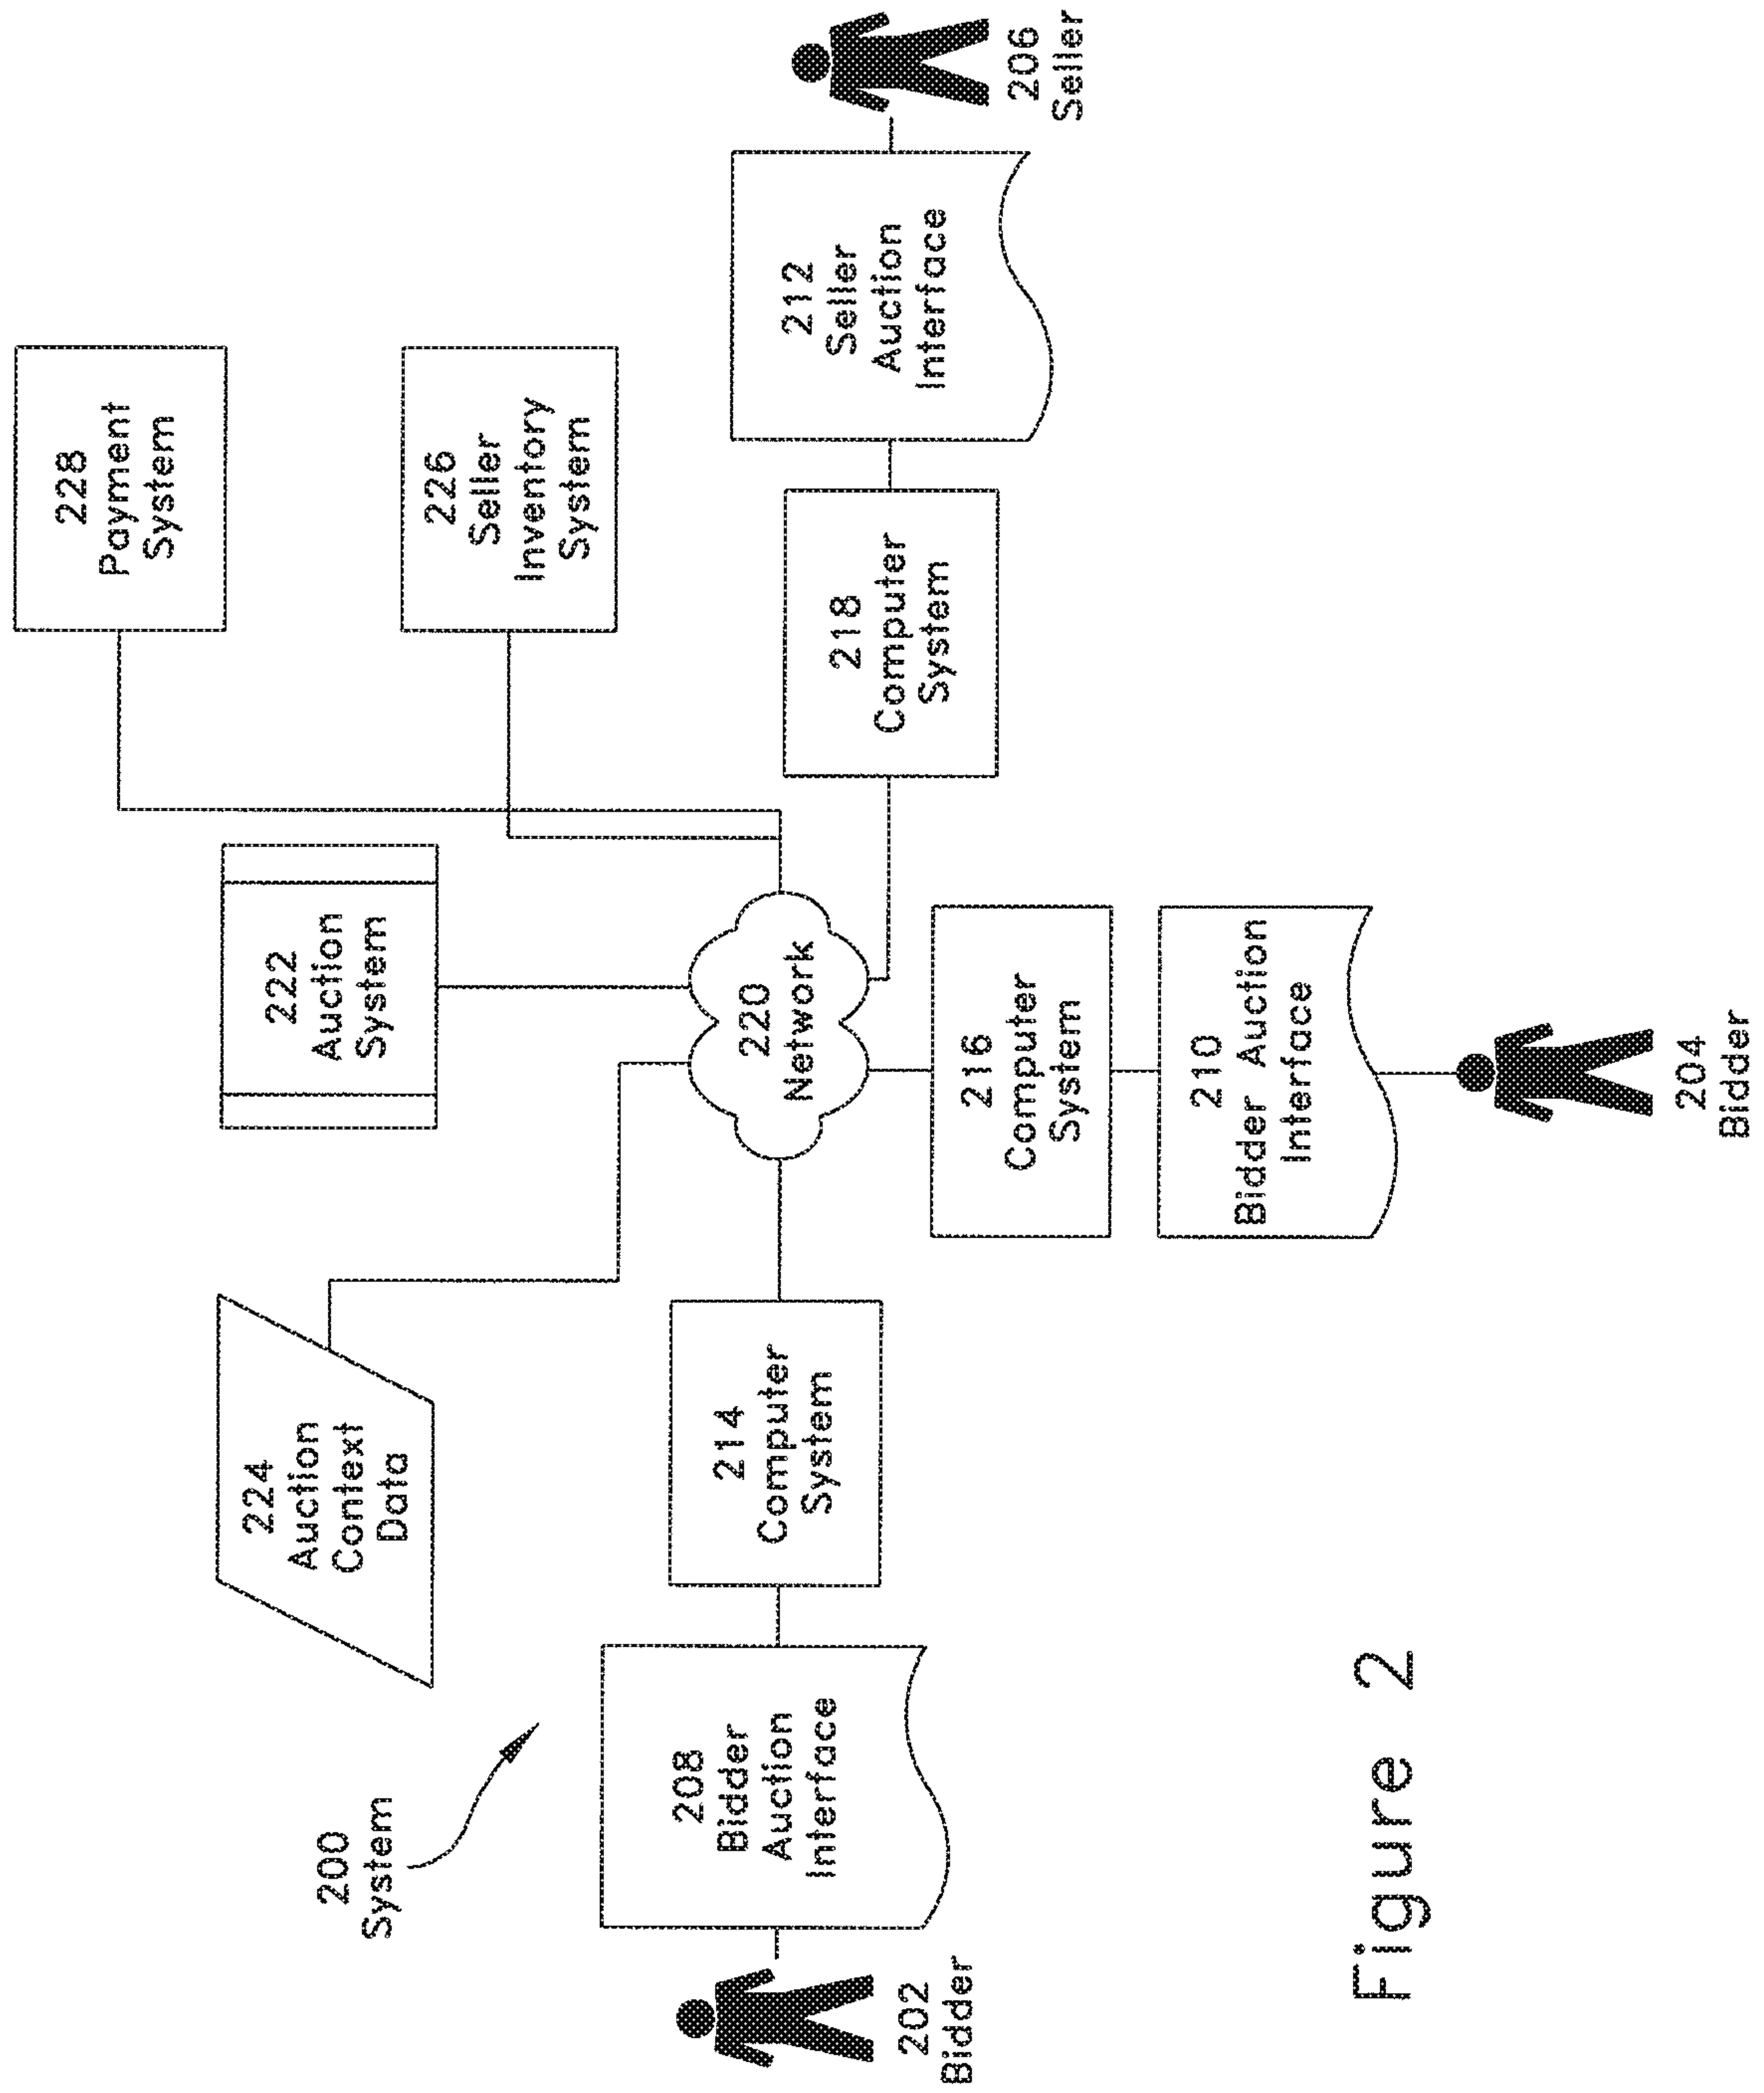 228
Payment
System
222
Auction
System
226
Seller
Inventory
System
224
Auction
Context
Data
200
System
220
Network
218
Computer
System
212
Seller
Auction
Interface
206
Seller
214
Computer
System
208
Bidder
Auction
Interface
202
Bidder
216
Computer
System
210
Bidder Auction
Interface
204
Bidder
Figure 2